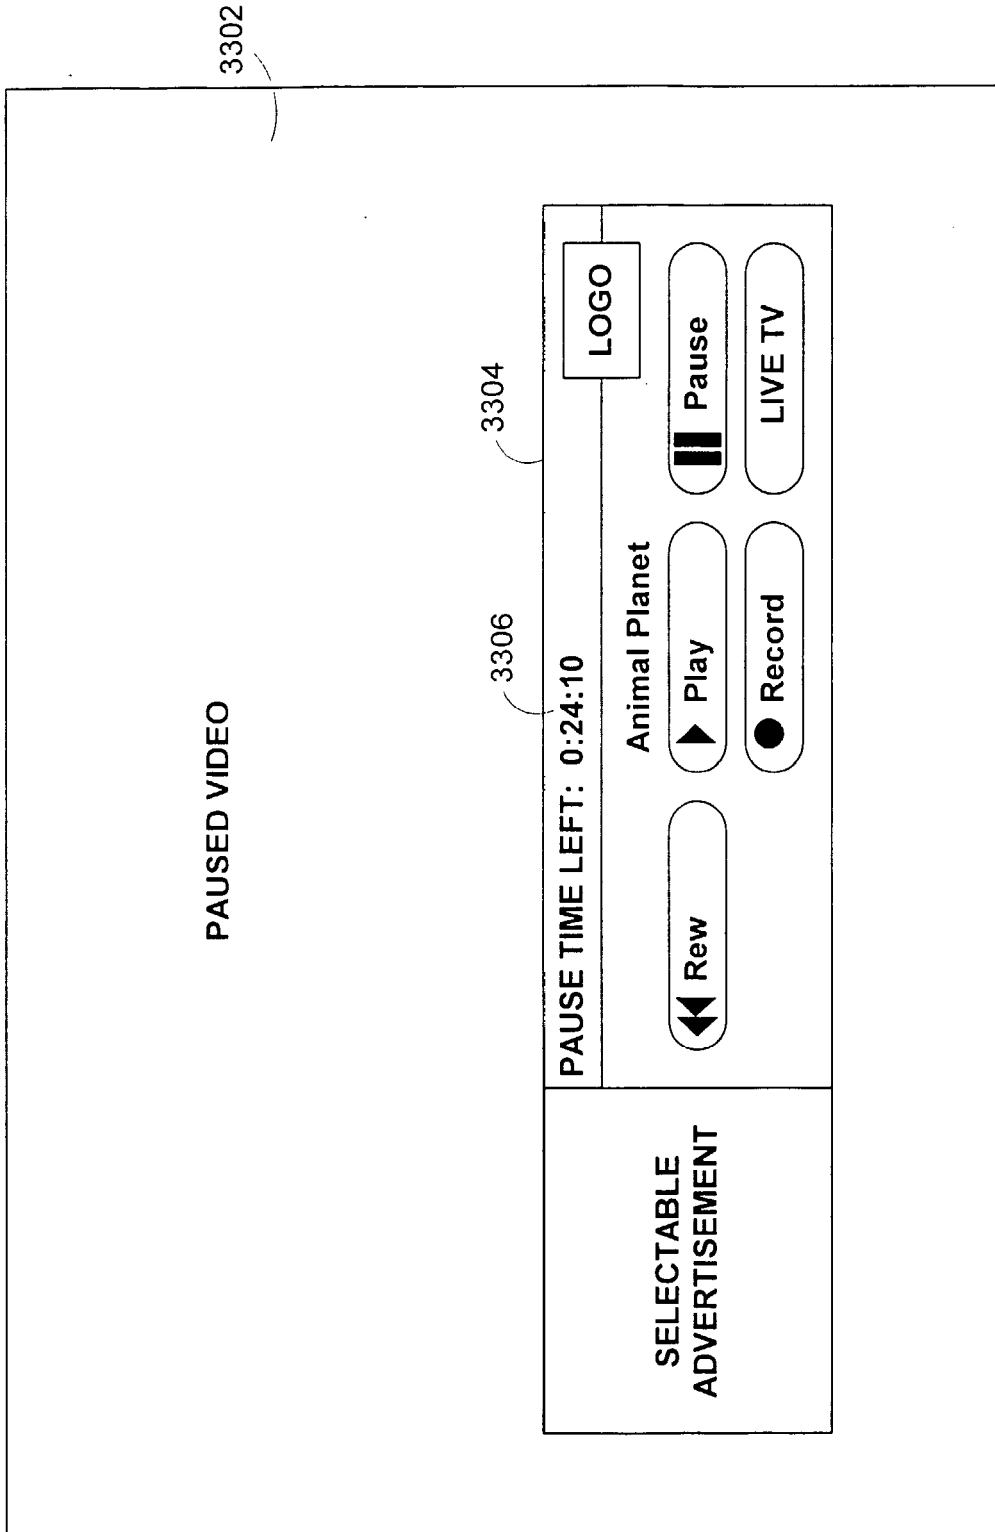 3302
PAUSED VIDEO
3304
3306
PAUSE TIME LEFT: 0:24:10
LOGO
Animal Planet
Rew
Play
Pause
Record
LIVE TV
SELECTABLE
ADVERTISEMENT